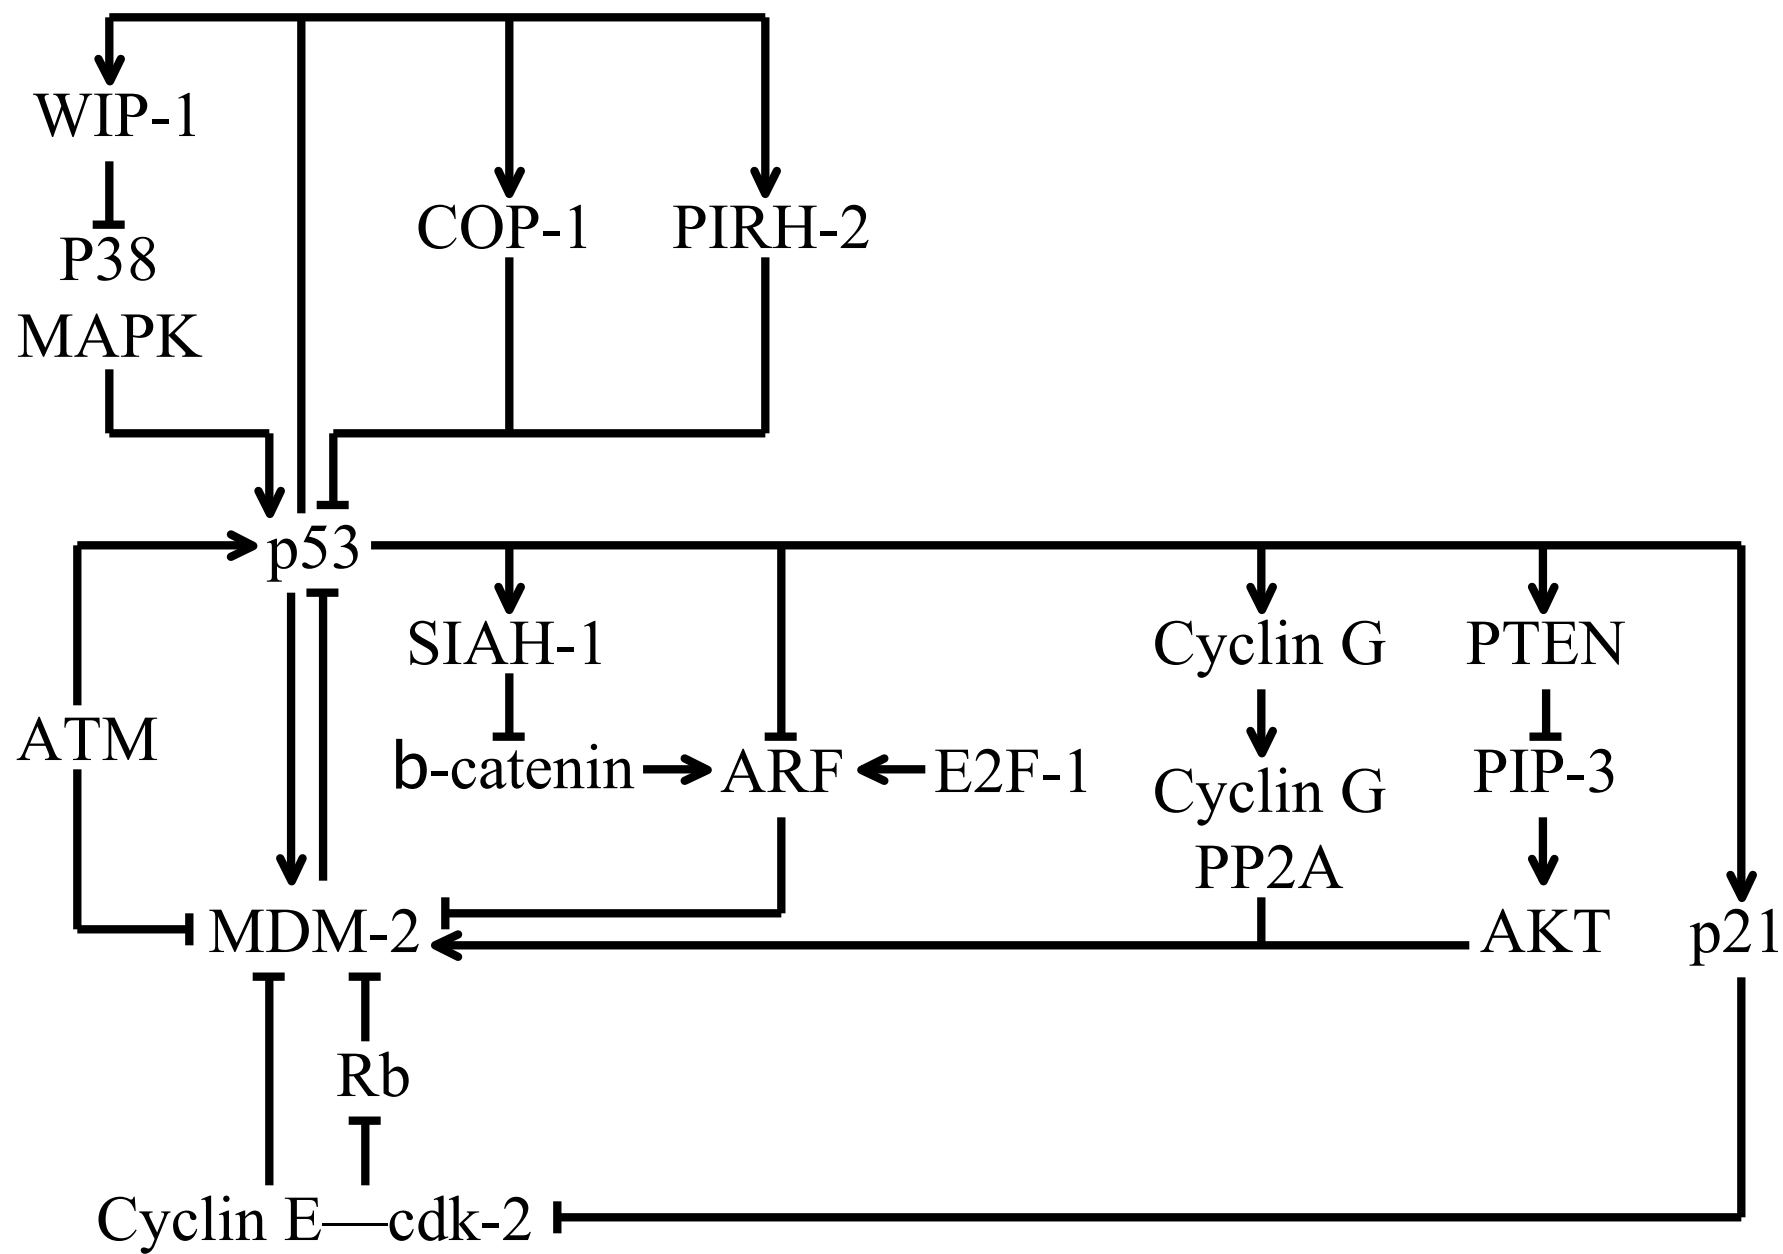 WIP-1
P38
MAPK
COP-1
PIRH-2
p53
SIAH-1
Cyclin G
PTEN
ATM
b-catenin
ARF
E2F-1
Cyclin G
PP2A
PIP-3
MDM-2
AKT
p21
Rb
Cyclin E—cdk-2